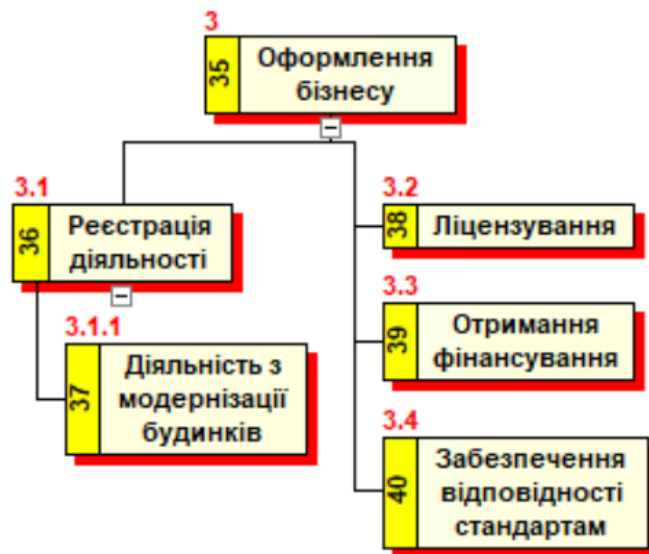 3
35
Оформлення
бізнесу
3.1
36
Реєстрація
діяльності
3.1.1
37
Діяльність з
модернізації
будинків
3.2
38
Ліцензування
3.3
39
Отримання
фінансування
3.4
40
Забезпечення
відповідності
стандартам